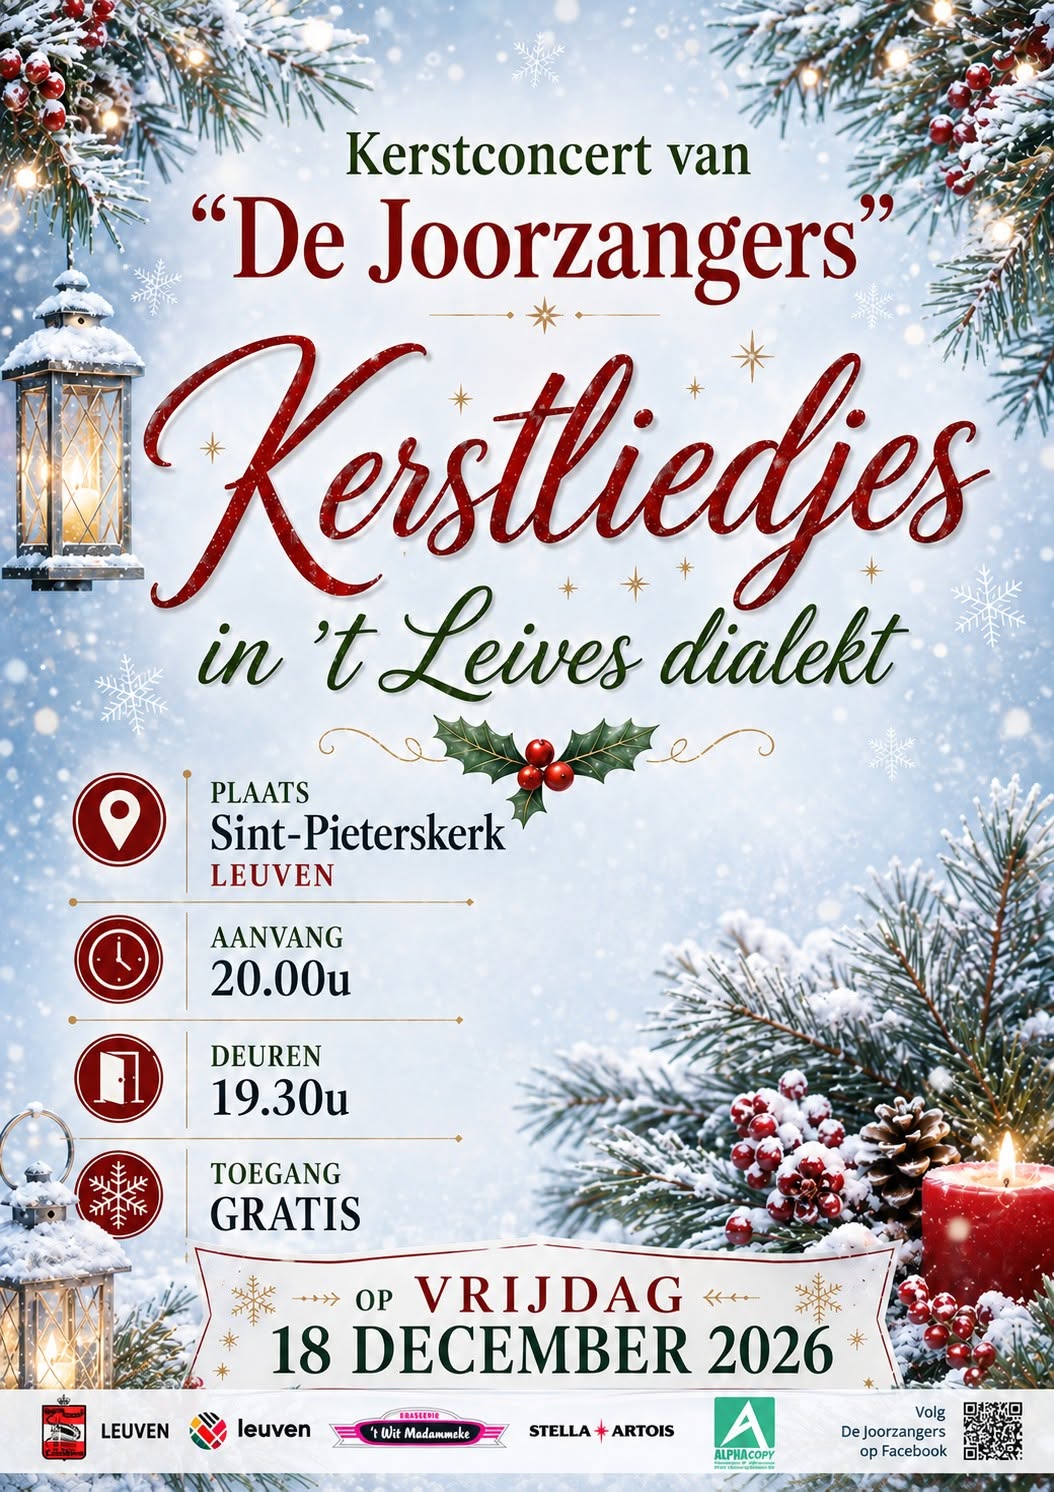 Kerstconcert van
“De Joorzangers”
Kerstliedjes
in ’t Leives dialekt
PLAATS
Sint-Pieterskerk
LEUVEN
AANVANG
20.00u
DEUREN
19.30u
TOEGANG
GRATIS
OP VRIJDAG
18 DECEMBER 2026
LEUVEN
leuven
BRASSERIE
't Wit Madammeke
STELLA ARTOIS
ALPHACOPY
Volg
De Joorzangers
op Facebook